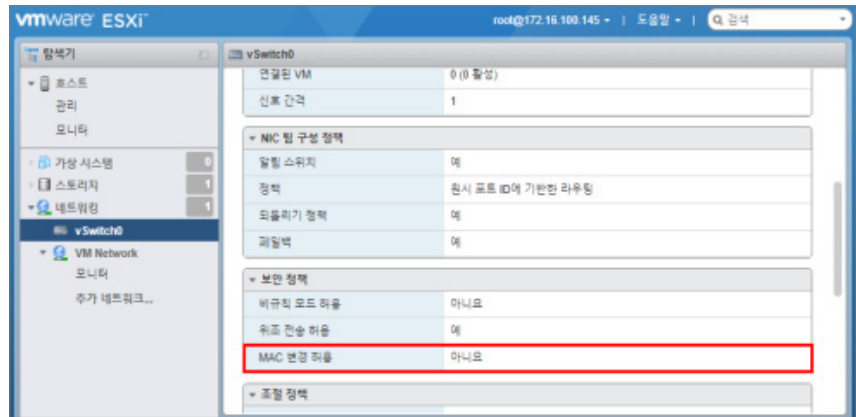 vmware ESXi™
root@172.16.100.145 | 도움말 | 검색
탐색기
vSwitch0
호스트
관리
모니터
가상 시스템 0
스토리지 1
네트워킹 1
vSwitch0
VM Network
모니터
추가 네트워크...
연결된 VM 0 (0 활성)
신호 간격 1
NIC 팀 구성 정책
알림 스위치 예
정책 원시 포트 ID에 기반한 라우팅
되돌리기 정책 예
페일백 예
보안 정책
비규칙 모드 허용 아니요
위조 전송 허용 예
MAC 변경 허용 아니요
조절 정책